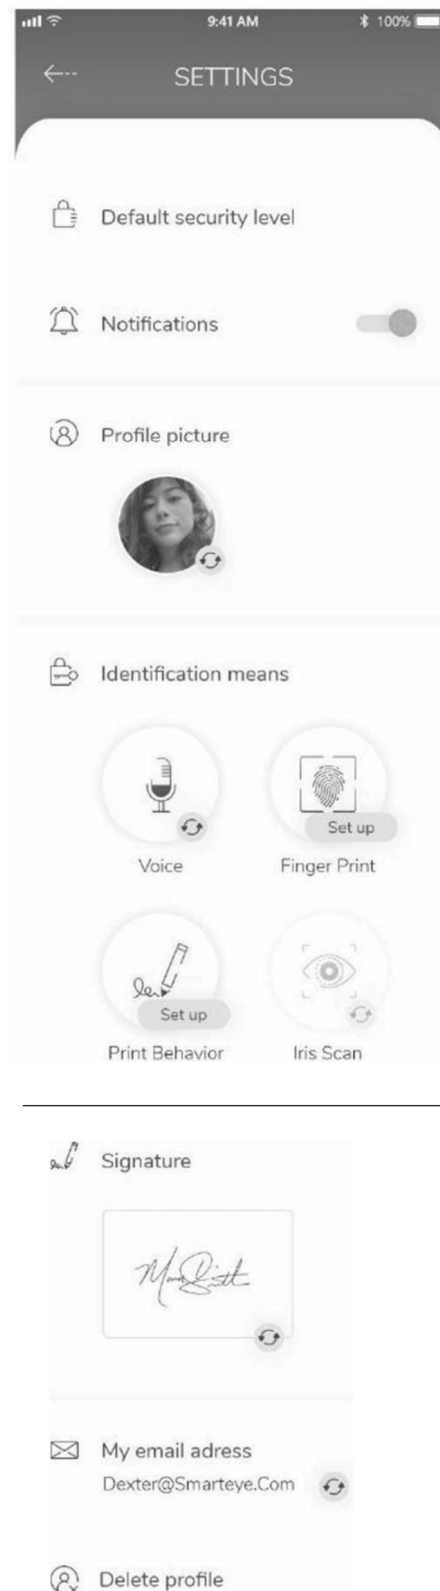 9:41 AM 100%
SETTINGS
Default security level
Notifications
Profile picture
Identification means
Set up
Voice Finger Print
Set up
Print Behavior Iris Scan
Signature
My email adress
Dexter@Smarteye.Com
Delete profile